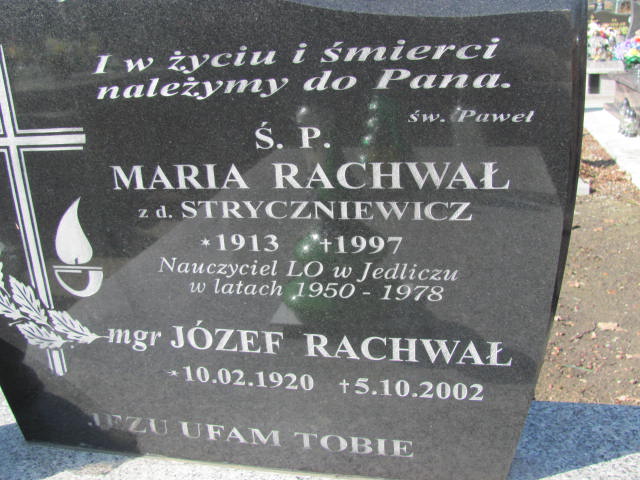 I w życiu i śmierci
należymy do Pana.
św. Paweł
Ś. P.
MARIA RACHWAŁ
z d. STRYCZNIEWICZ
*1913 †1997
Nauczyciel LO w Jedliczu
w latach 1950 - 1978
mgr JÓZEF RACHWAŁ
*10.02.1920 †5.10.2002
JEZU UFAM TOBIE